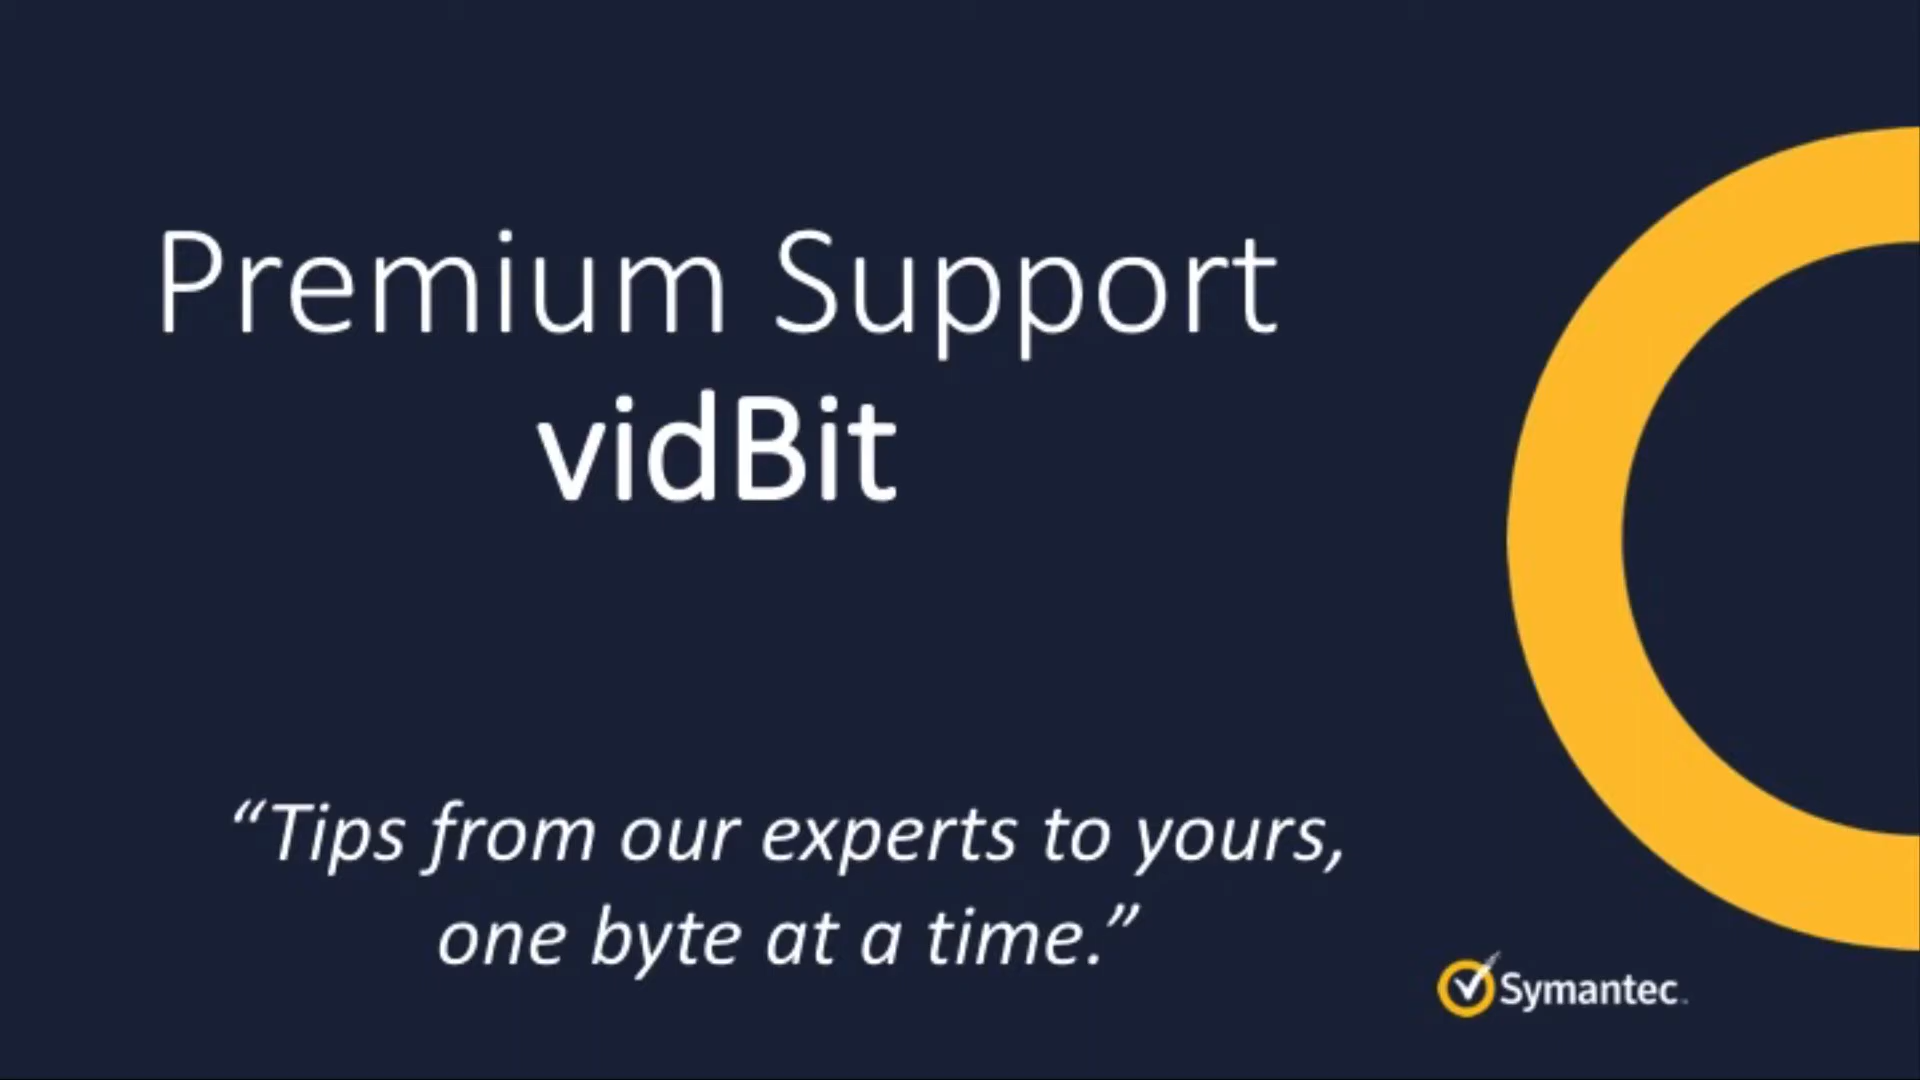 Premium Support
vidBit
“Tips from our experts to yours,
one byte at a time.”
Symantec